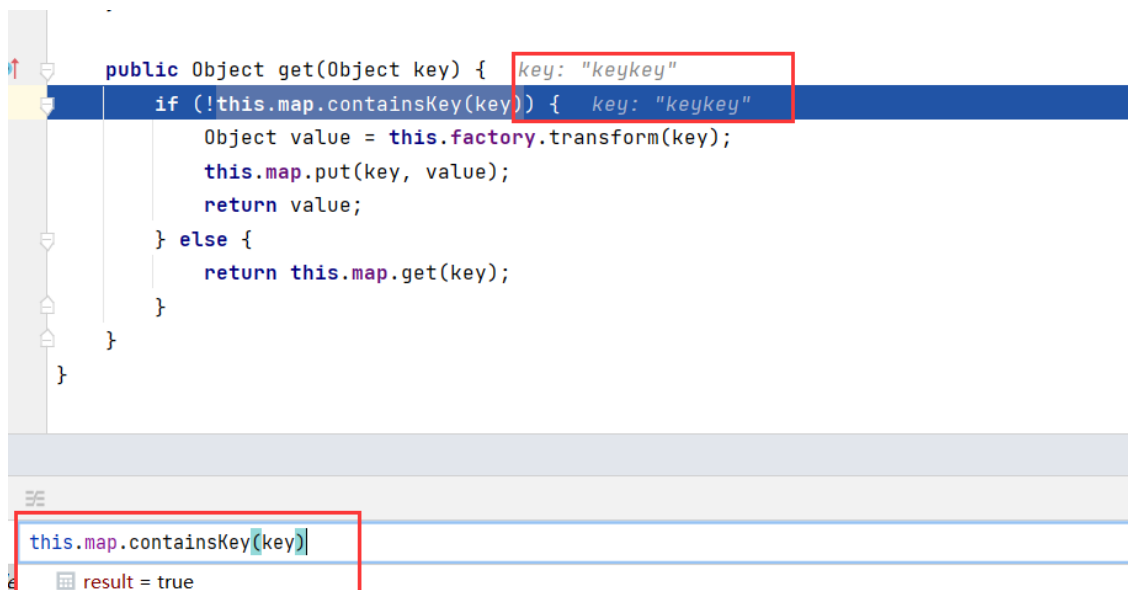 public Object get(Object key) { key: "keykey"
if (!this.map.containsKey(key)) { key: "keykey"
Object value = this.factory.transform(key);
this.map.put(key, value);
return value;
} else {
return this.map.get(key);
}
}
}
this.map.containsKey(key)
result = true